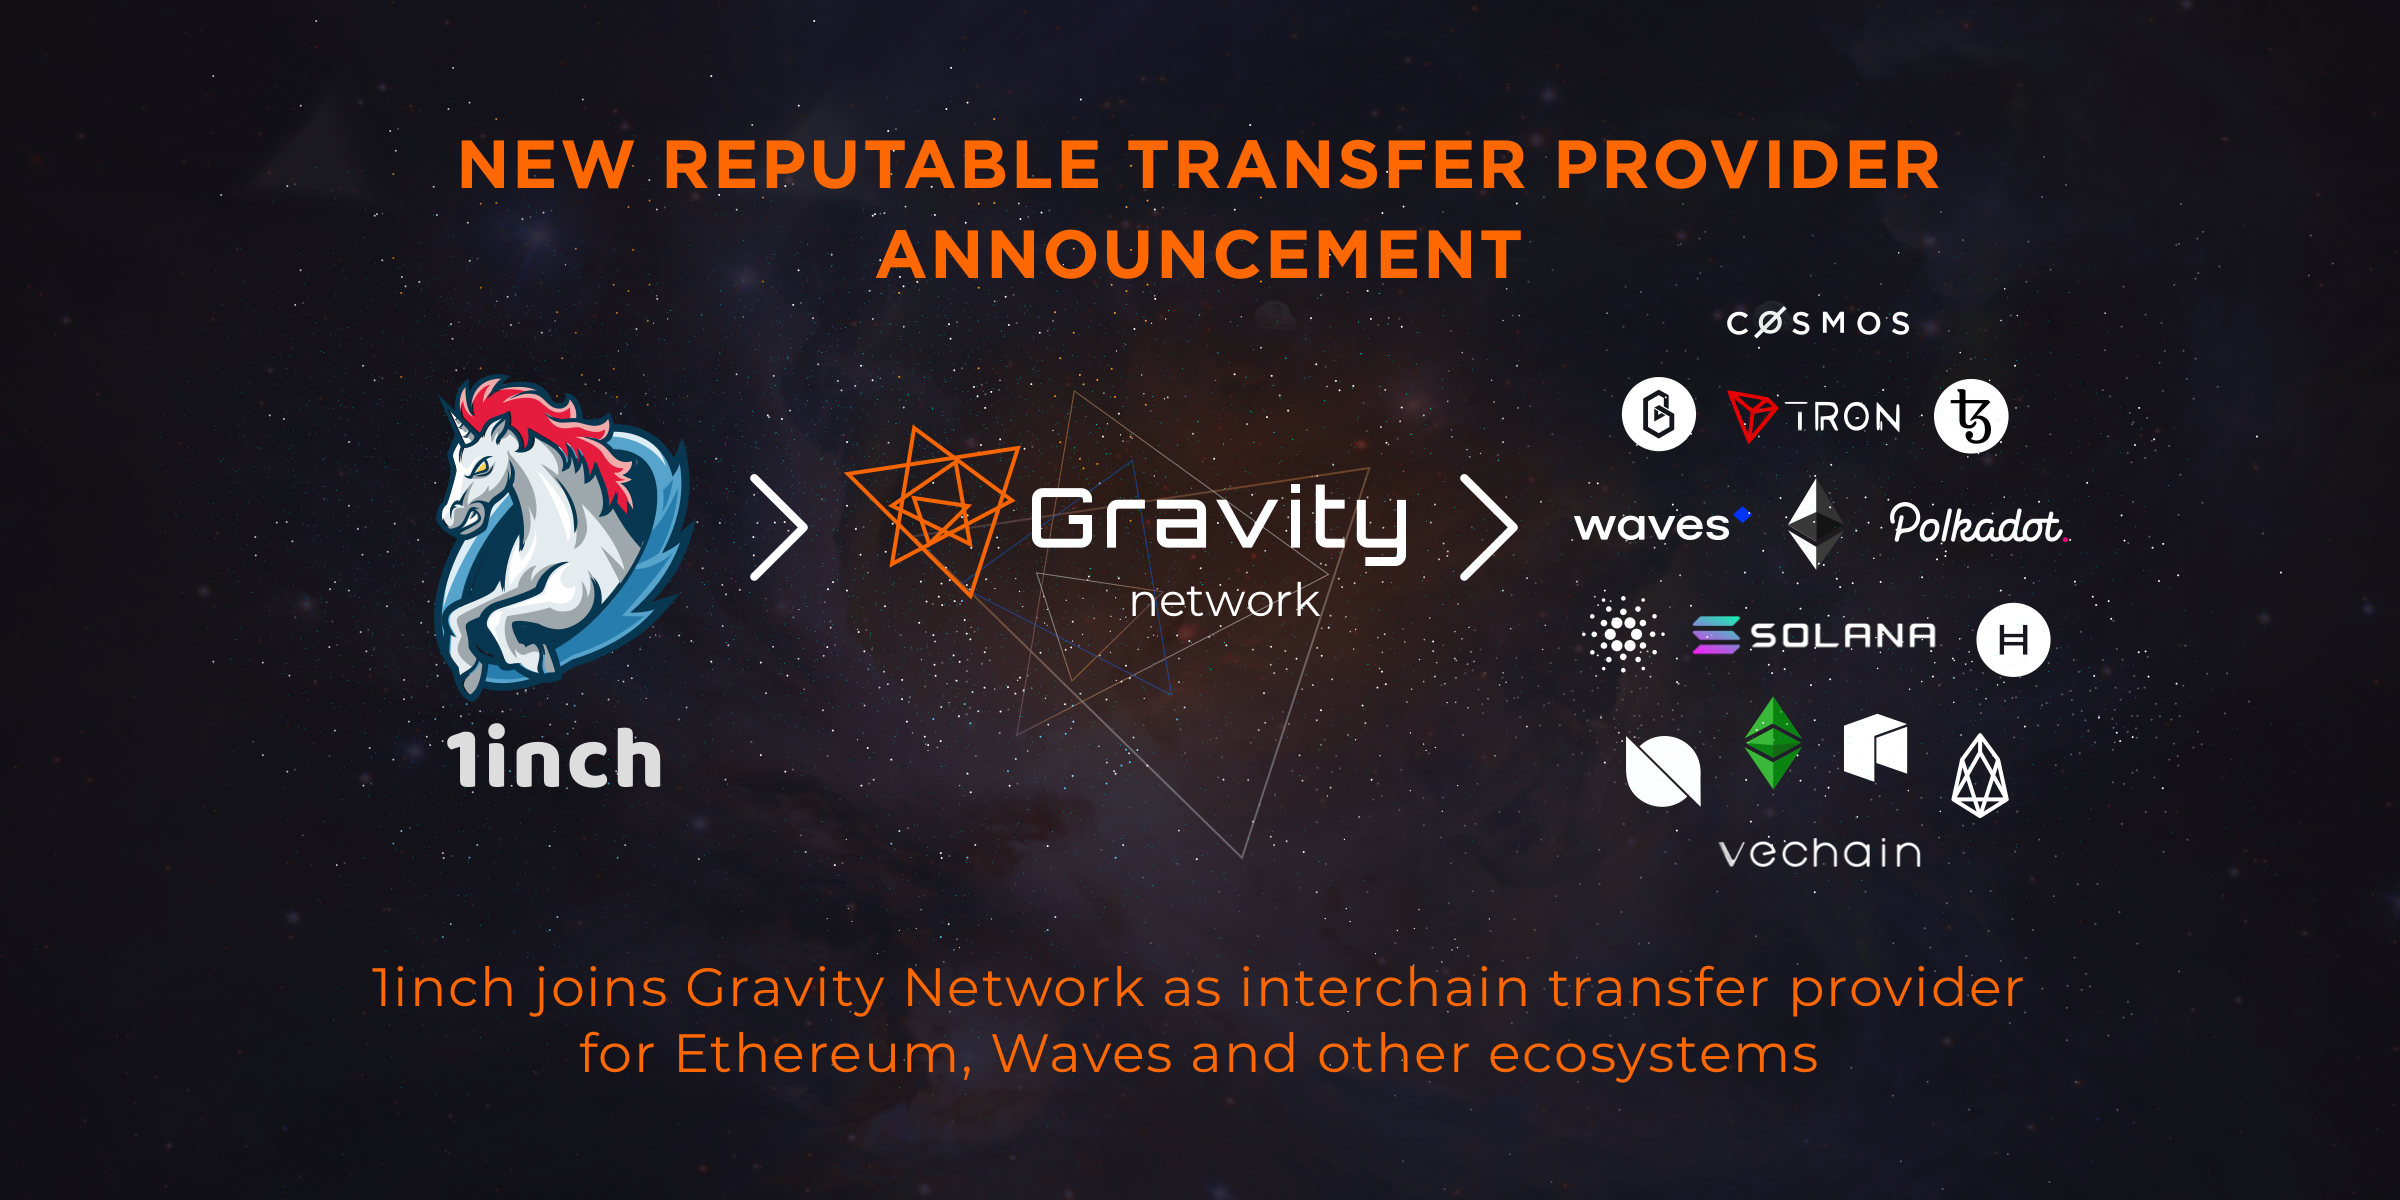 NEW REPUTABLE TRANSFER PROVIDER
ANNOUNCEMENT
COSMOS
TRON
Gravity
network
waves
Polkadot.
SOLANA
1inch
vechain
1inch joins Gravity Network as interchain transfer provider
for Ethereum, Waves and other ecosystems